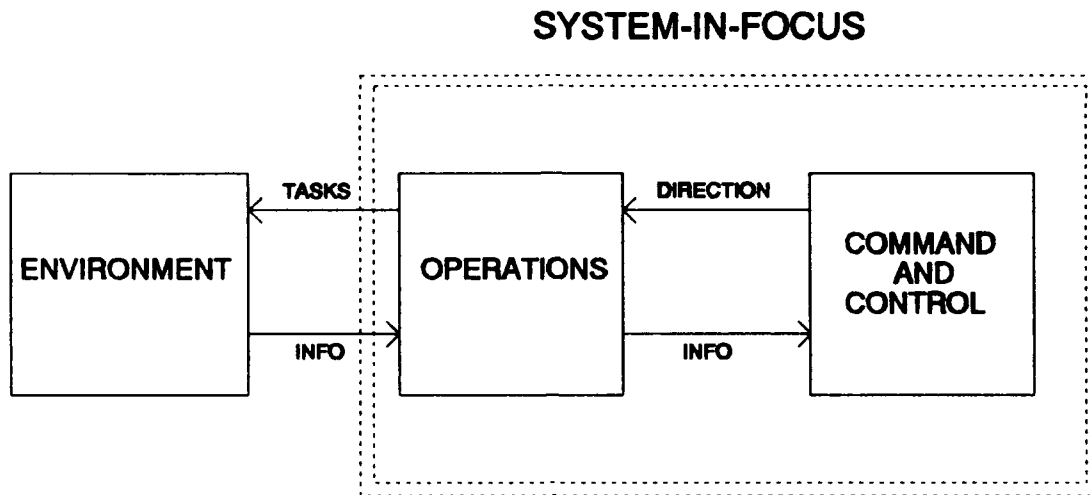 SYSTEM-IN-FOCUS
TASKS
DIRECTION
ENVIRONMENT
OPERATIONS
COMMAND
AND
CONTROL
INFO
INFO